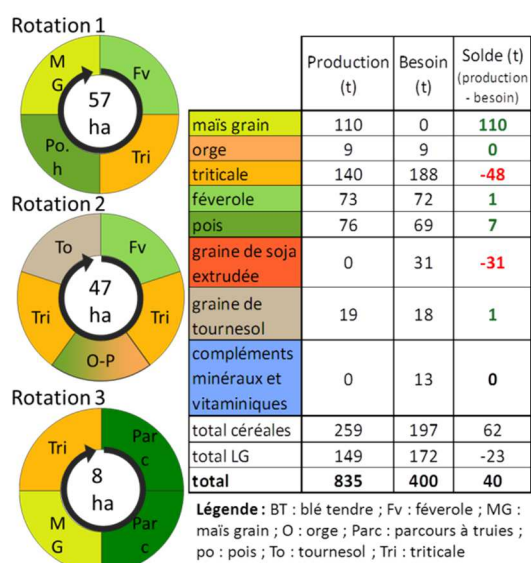 Rotation 1
M
G
Fv
57
ha
Po.
h
Tri
Rotation 2
To
Fv
47
ha
Tri
Tri
O-P
Rotation 3
Tri
Par
c
8
ha
M
G
Par
c
Production (t) Besoin (t) Solde (t) (production - besoin)
maïs grain 110 0 110
orge 9 9 0
triticale 140 188 -48
féverole 73 72 1
pois 76 69 7
graine de soja extrudée 0 31 -31
graine de tournesol 19 18 1
compléments minéraux et vitaminiques 0 13 0
total céréales 259 197 62
total LG 149 172 -23
total 835 400 40
Légende : BT : blé tendre ; Fv : féverole ; MG :
maïs grain ; O : orge ; Parc : parcours à truies ;
po : pois ; To : tournesol ; Tri : triticale